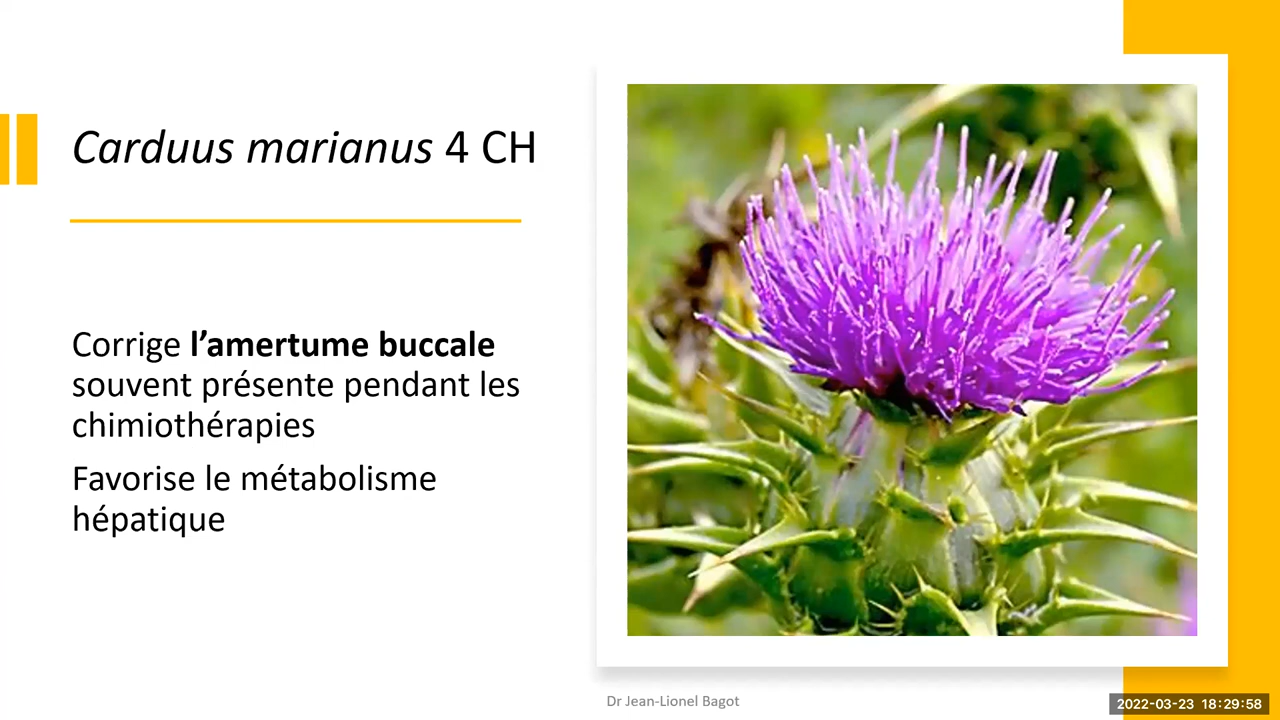 Carduus marianus 4 CH
Corrige l’amertume buccale
souvent présente pendant les
chimiothérapies
Favorise le métabolisme
hépatique
Dr Jean-Lionel Bagot
2022-03-23 18:29:58